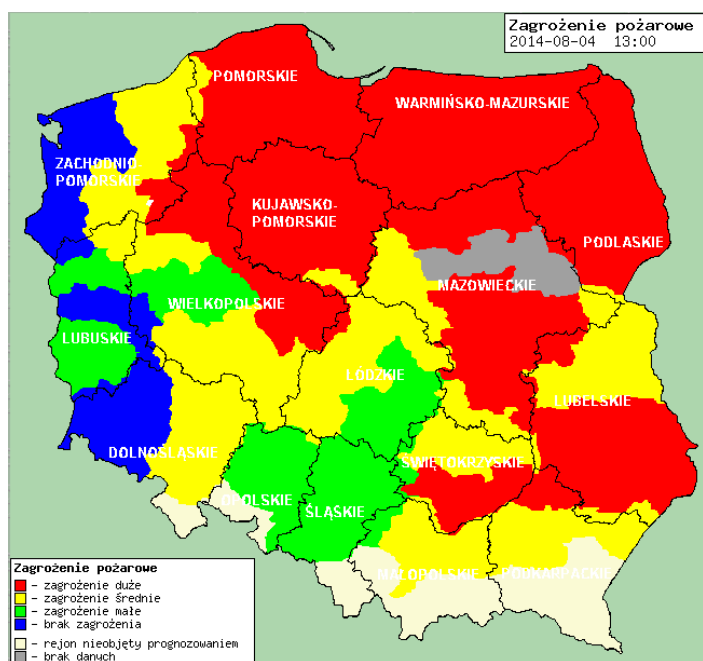 Zagrożenie pożarowe
2014-08-04 13:00
POMORSKIE
WARMIŃSKO-MAZURSKIE
ZACHODNIO-
POMORSKIE
KUJAWSKO-
POMORSKIE
PODLASKIE
MAZOWIECKIE
WIELKOPOLSKIE
LUBUSKIE
ŁÓDZKIE
LUBELSKIE
DOLNOŚLĄSKIE
ŚWIĘTOKRZYSKIE
OPOLSKIE
ŚLĄSKIE
MAŁOPOLSKIE
PODKARPACKIE
Zagrożenie pożarowe
- zagrożenie duże
- zagrożenie średnie
- zagrożenie małe
- brak zagrożenia
- rejon nieobjęty prognozowaniem
- brak danych